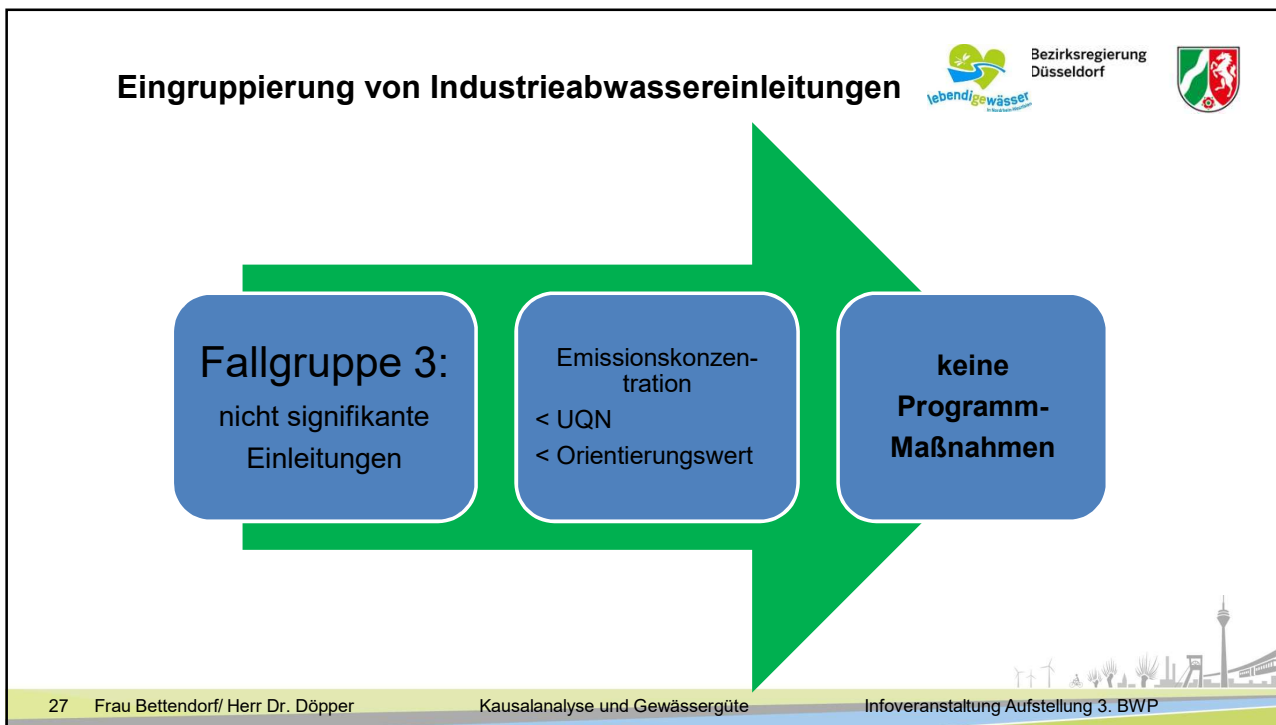 Eingruppierung von Industrieabwassereinleitungen
lebendigewässer
Bezirksregierung
Düsseldorf
Fallgruppe 3:
nicht signifikante
Einleitungen
Emissionskonzen-
tration
< UQN
< Orientierungswert
keine
Programm-
Maßnahmen
27 Frau Bettendorf/ Herr Dr. Döpper Kausalanalyse und Gewässergüte Infoveranstaltung Aufstellung 3. BWP